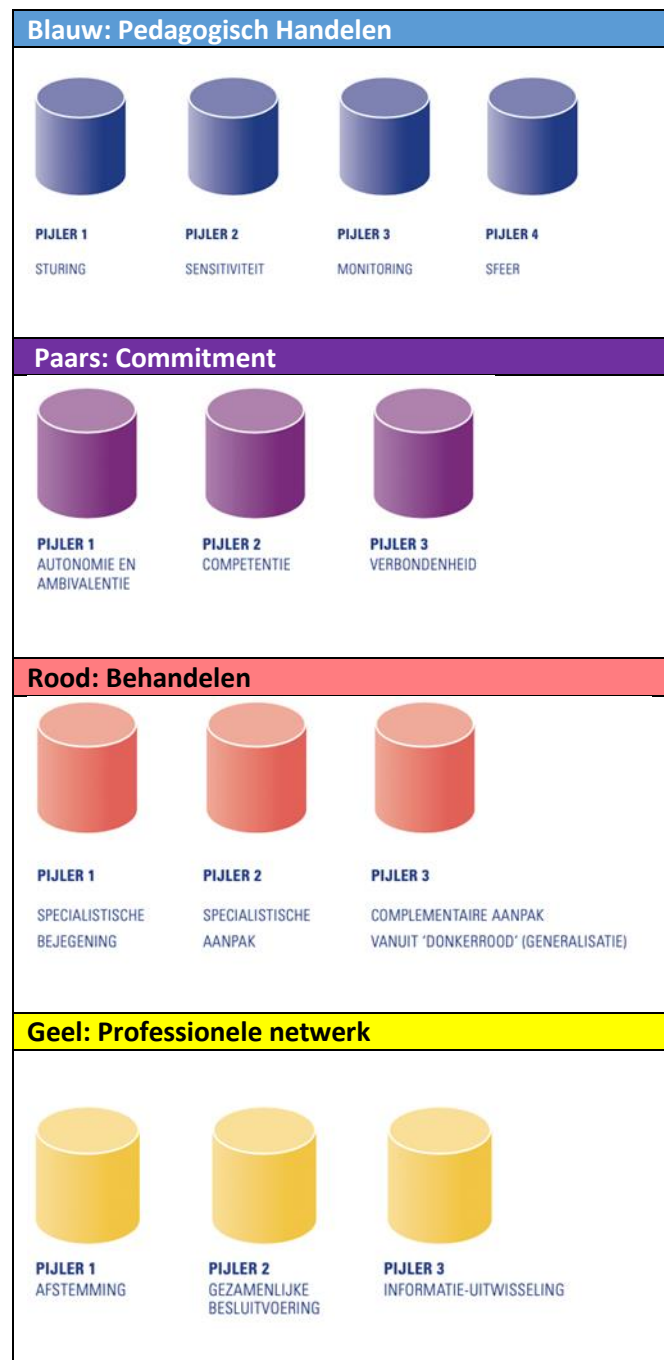 Blauw: Pedagogisch Handelen
PIJLER 1
STURING
PIJLER 2
SENSITIVITEIT
PIJLER 3
MONITORING
PIJLER 4
SFEER
Paars: Commitment
PIJLER 1
AUTONOMIE EN
AMBIVALENTIE
PIJLER 2
COMPETENTIE
PIJLER 3
VERBONDENHEID
Rood: Behandelen
PIJLER 1
SPECIALISTISCHE
BEJEGENING
PIJLER 2
SPECIALISTISCHE
AANPAK
PIJLER 3
COMPLEMENTAIRE AANPAK
VANUIT ‘DONKERROOD’ (GENERALISATIE)
Geel: Professionele netwerk
PIJLER 1
AFSTEMMING
PIJLER 2
GEZAMENLIJKE
BESLUITVOERING
PIJLER 3
INFORMATIE-UITWISSELING